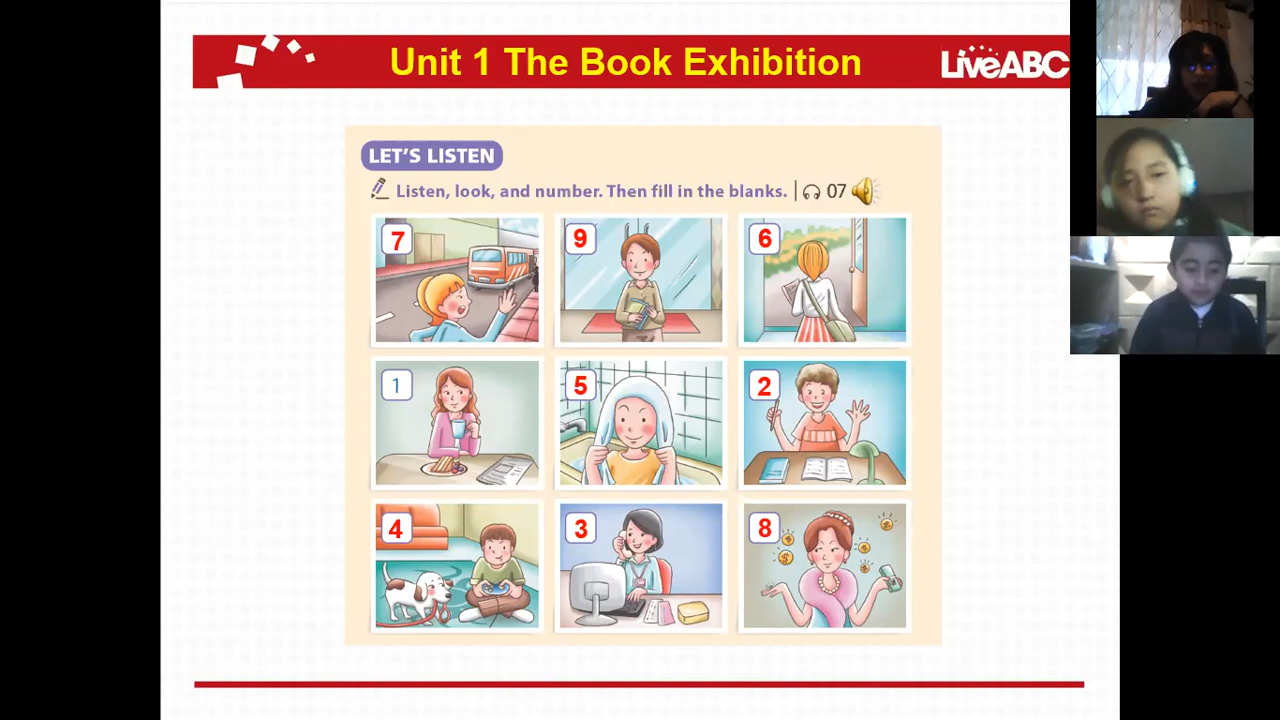 Unit 1 The Book Exhibition
LiveABC
LET'S LISTEN
Listen, look, and number. Then fill in the blanks. | 07
7
9
6
1
5
2
4
3
8